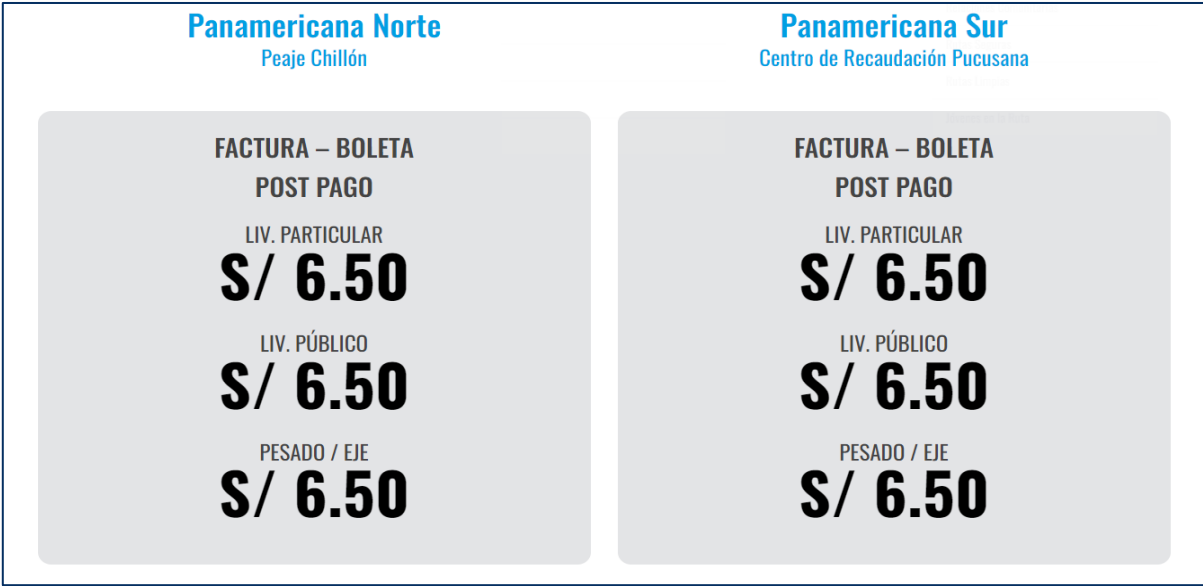 Panamericana Norte
Peaje Chillón
FACTURA – BOLETA
POST PAGO
LIV. PARTICULAR
S/ 6.50
LIV. PÚBLICO
S/ 6.50
PESADO / EJE
S/ 6.50
Panamericana Sur
Centro de Recaudación Pucusana
FACTURA – BOLETA
POST PAGO
LIV. PARTICULAR
S/ 6.50
LIV. PÚBLICO
S/ 6.50
PESADO / EJE
S/ 6.50